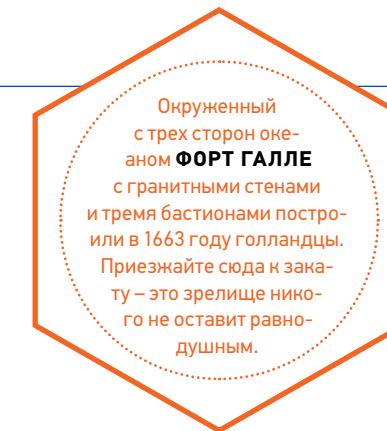 Окруженный
с трех сторон оке-
аном ФОРТ ГАЛЛЕ
с гранитными стенами
и тремя бастионами постро-
или в 1663 году голландцы.
Приезжайте сюда к зака-
ту – это зрелище нико-
го не оставит равно-
душным.